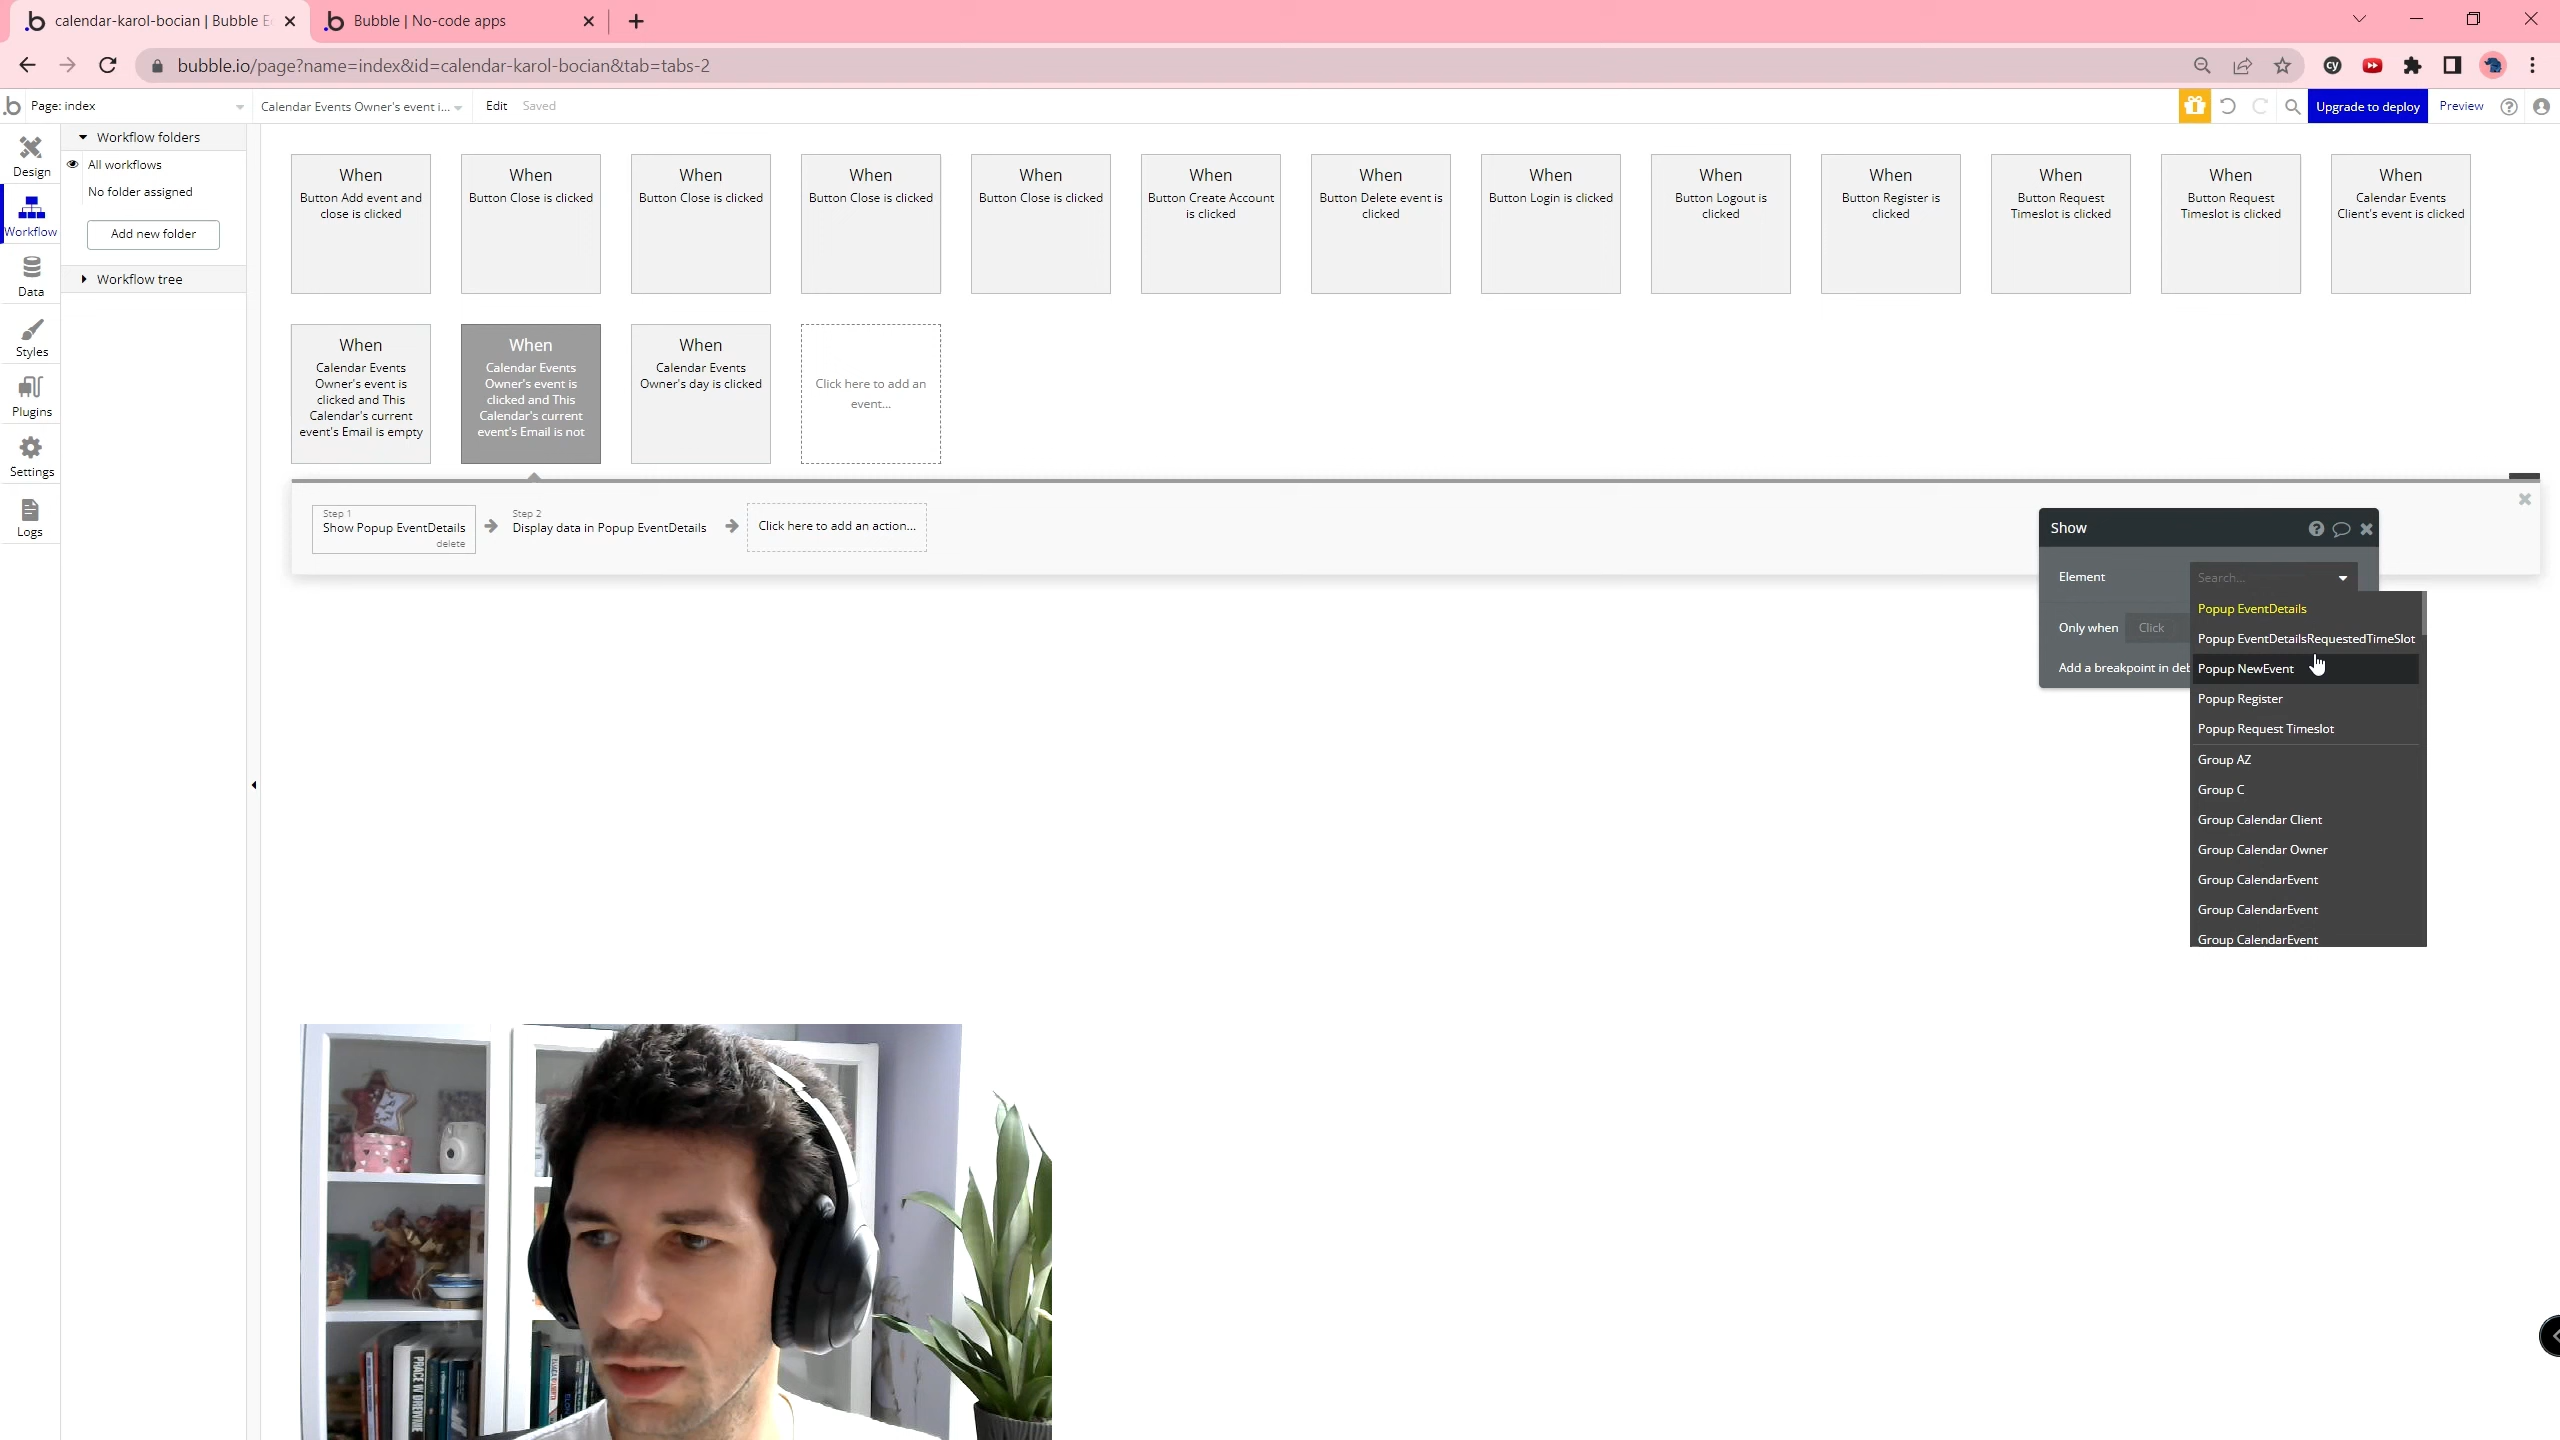 calendar-karol-bocian | Bubble E
Bubble | No-code apps
bubble.io/page?name=index&id=calendar-karol-bocian&tab=tabs-2
Page: index
Calendar Events Owner's event i...
Edit
Saved
Upgrade to deploy
Preview
Design
Workflow
Data
Styles
Plugins
Settings
Logs
Workflow folders
All workflows
No folder assigned
Add new folder
Workflow tree
When
Button Add event and
close is clicked
When
Button Close is clicked
When
Button Close is clicked
When
Button Close is clicked
When
Button Close is clicked
When
Button Create Account
is clicked
When
Button Delete event is
clicked
When
Button Login is clicked
When
Button Logout is
clicked
When
Button Register is
clicked
When
Button Request
Timeslot is clicked
When
Button Request
Timeslot is clicked
When
Calendar Events
Client's event is clicked
When
Calendar Events
Owner's event is
clicked and This
Calendar's current
event's Email is empty
When
Calendar Events
Owner's event is
clicked and This
Calendar's current
event's Email is not
When
Calendar Events
Owner's day is clicked
Click here to add an
event...
Step 1
Show Popup EventDetails
delete
Step 2
Display data in Popup EventDetails
Click here to add an action...
Show
Element
Search...
Only when
Click
Add a breakpoint in deb
Popup EventDetails
Popup EventDetailsRequestedTimeSlot
Popup NewEvent
Popup Register
Popup Request Timeslot
Group AZ
Group C
Group Calendar Client
Group Calendar Owner
Group CalendarEvent
Group CalendarEvent
Group CalendarEvent
PRACE W DREWNIE